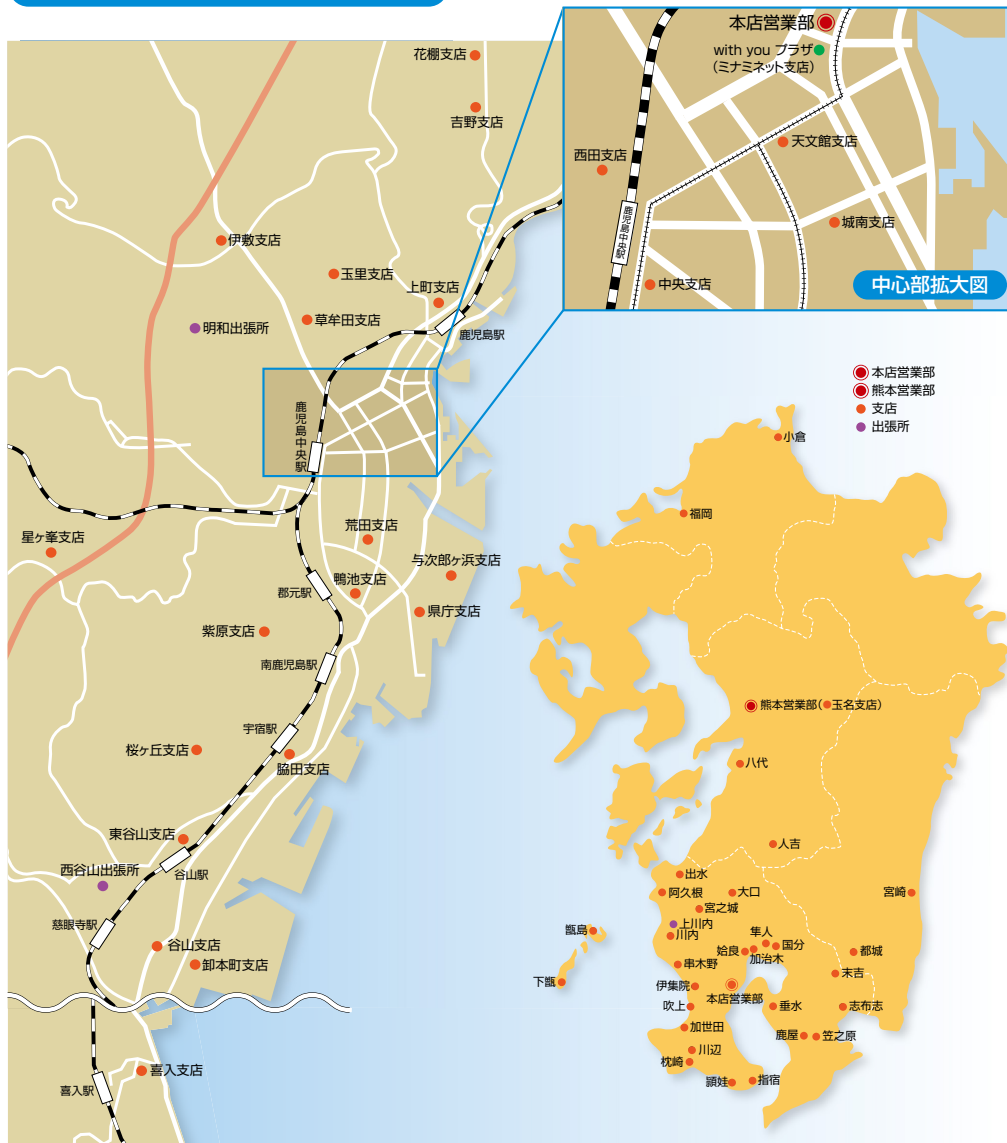 本店営業部
with you プラザ
（ミナミネット支店）
天文館支店
西田支店
鹿児島中央駅
城南支店
中央支店
中心部拡大図
花棚支店
吉野支店
伊敷支店
玉里支店
上町支店
草牟田支店
明和出張所
鹿児島駅
鹿児島中央駅
荒田支店
星ヶ峯支店
与次郎ヶ浜支店
鴨池支店
郡元駅
県庁支店
紫原支店
南鹿児島駅
宇宿駅
桜ヶ丘支店
脇田支店
東谷山支店
西谷山出張所
谷山駅
慈眼寺駅
谷山支店
卸本町支店
喜入支店
喜入駅
本店営業部
熊本営業部
支店
出張所
小倉
福岡
熊本営業部（玉名支店）
八代
人吉
出水
阿久根
大口
宮崎
宮之城
上川内
川内
甑島
隼人
国分
姶良
加治木
都城
串木野
末吉
下甑
伊集院
本店営業部
吹上
垂水
志布志
加世田
鹿屋
笠之原
川辺
枕崎
頴娃
指宿